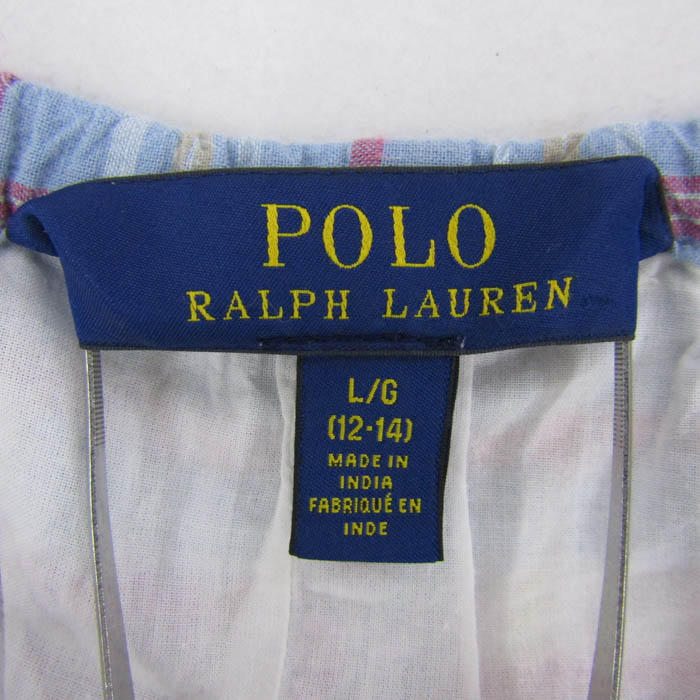 POLO
RALPH LAUREN
L/G
(12-14)
MADE IN
INDIA
FABRIQUÉ EN
INDE